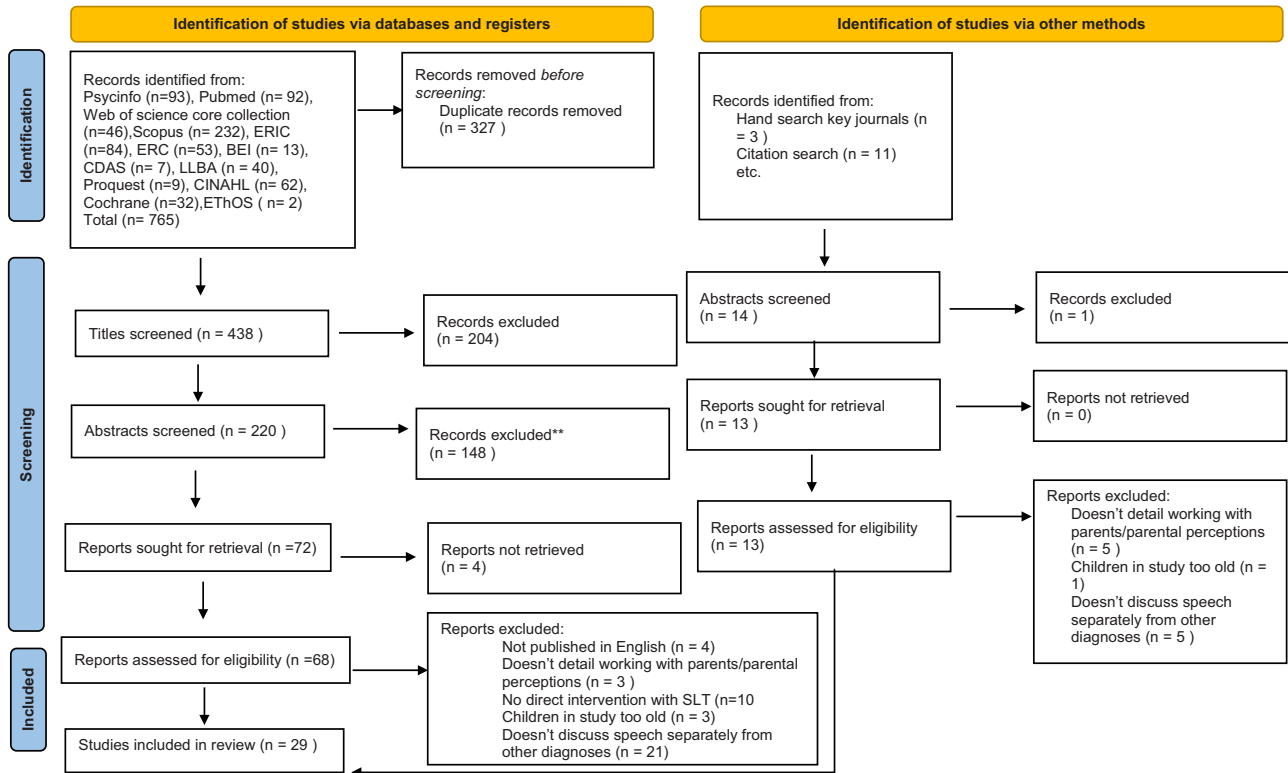 Identification of studies via databases and registers
Identification of studies via other methods
Identification
Records identified from:
Psycinfo (n=93), Pubmed (n= 92),
Web of science core collection
(n=46),Scopus (n= 232), ERIC
(n=84), ERC (n=53), BEI (n= 13),
CDAS (n= 7), LLBA (n = 40),
Proquest (n=9), CINAHL (n= 62),
Cochrane (n=32),EThOS ( n= 2)
Total (n= 765)
Records removed before
screening:
Duplicate records removed
(n = 327 )
Records identified from:
Hand search key journals (n
= 3 )
Citation search (n = 11)
etc.
Screening
Titles screened (n = 438 )
Records excluded
(n = 204)
Abstracts screened (n = 220 )
Records excluded**
(n = 148 )
Reports sought for retrieval (n =72)
Reports not retrieved
(n = 4)
Abstracts screened
(n = 14 )
Records excluded
(n = 1)
Reports sought for retrieval
(n = 13 )
Reports not retrieved
(n = 0)
Reports assessed for eligibility
(n = 13)
Reports excluded:
Doesn't detail working with
parents/parental perceptions
(n = 5 )
Children in study too old (n =
1)
Doesn't discuss speech
separately from other
diagnoses (n = 5 )
Included
Reports assessed for eligibility (n =68)
Reports excluded:
Not published in English (n = 4)
Doesn't detail working with parents/parental
perceptions (n = 3 )
No direct intervention with SLT (n=10
Children in study too old (n = 3)
Doesn't discuss speech separately from
other diagnoses (n = 21)
Studies included in review (n = 29 )